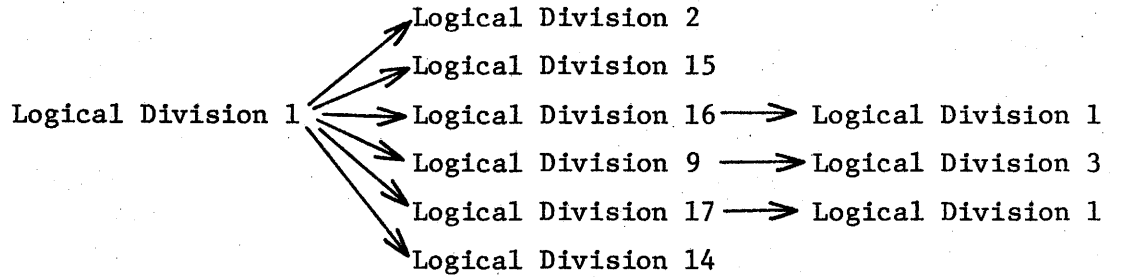 Logical Division 2
Logical Division 15
Logical Division 1 Logical Division 16 Logical Division 1
Logical Division 9 Logical Division 3
Logical Division 17 Logical Division 1
Logical Division 14